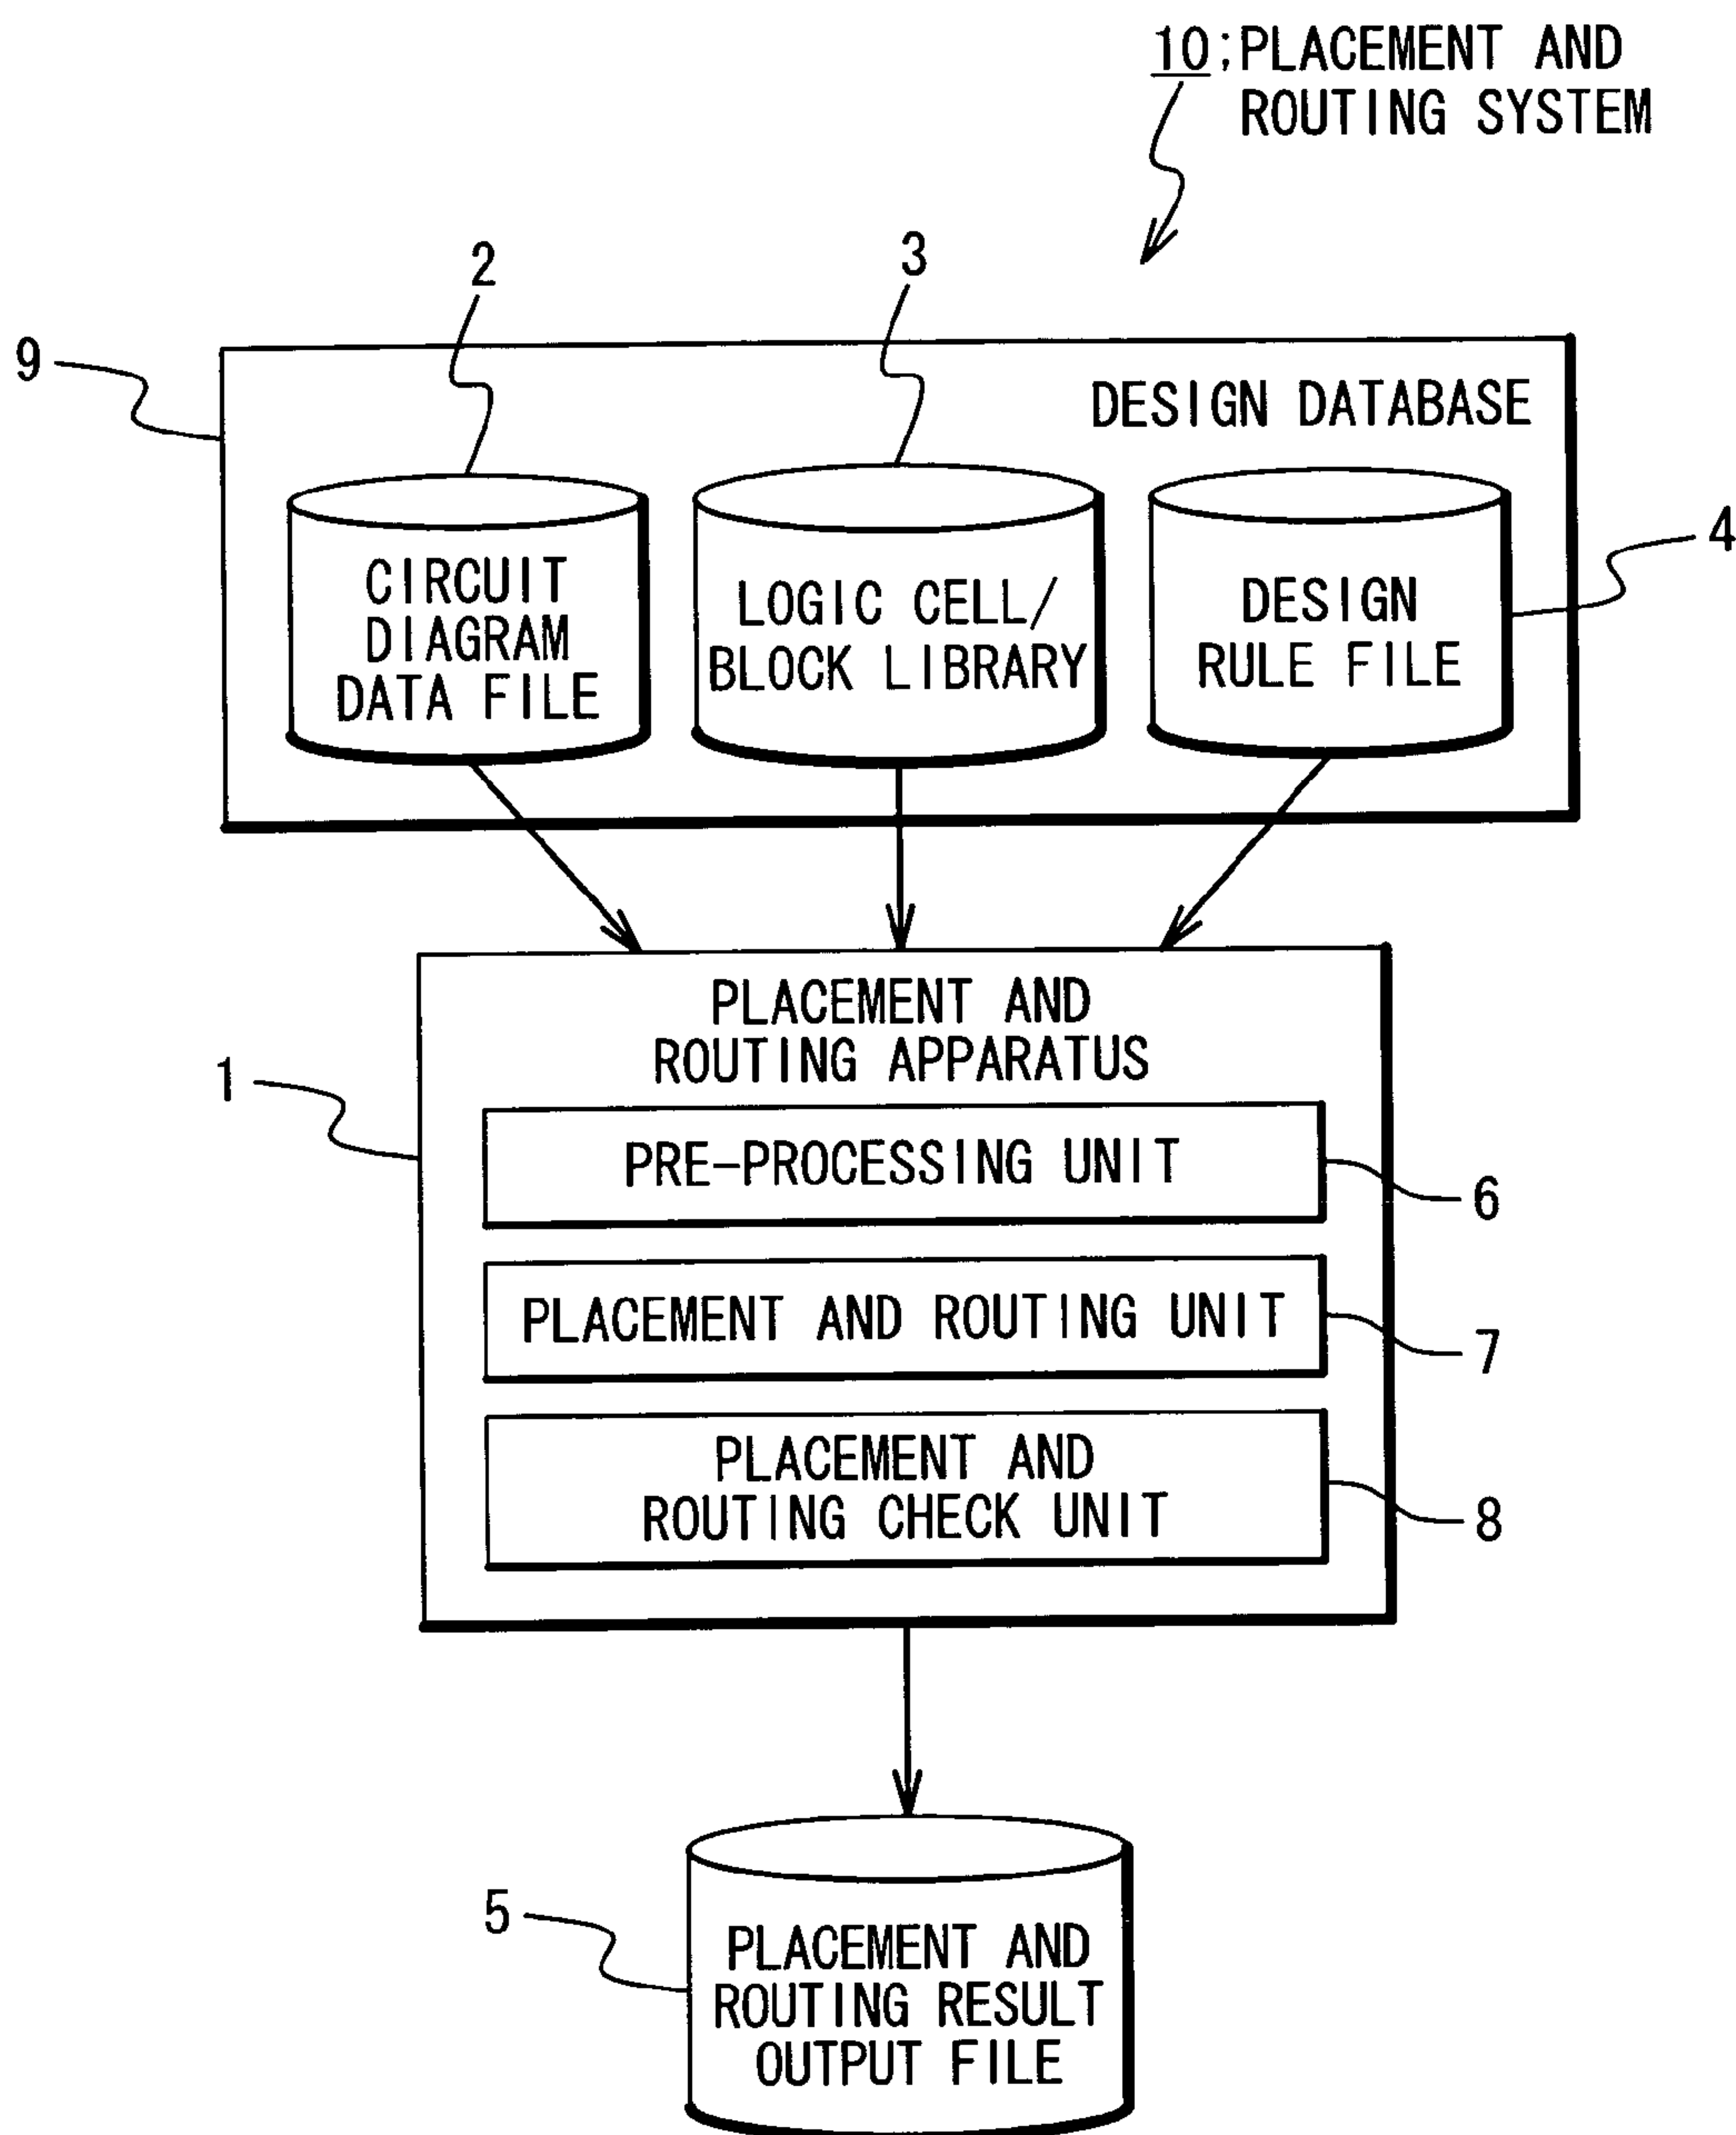 10;PLACEMENT AND
ROUTING SYSTEM
2
3
9
DESIGN DATABASE
4
CIRCUIT
DIAGRAM
DATA FILE
LOGIC CELL/
BLOCK LIBRARY
DESIGN
RULE FILE
1
PLACEMENT AND
ROUTING APPARATUS
PRE-PROCESSING UNIT
6
PLACEMENT AND ROUTING UNIT
7
PLACEMENT AND
ROUTING CHECK UNIT
8
5
PLACEMENT AND
ROUTING RESULT
OUTPUT FILE